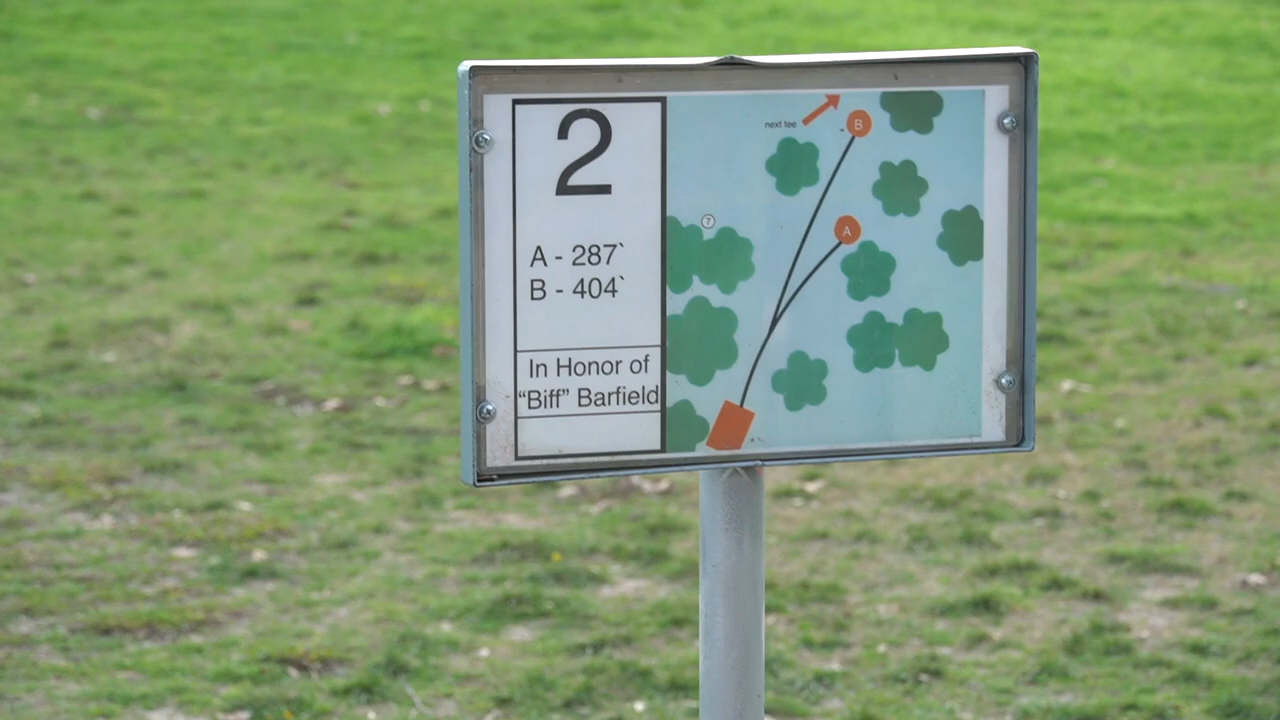 2
A - 287`
B - 404`
In Honor of
“Biff” Barfield
next tee
B
7
A